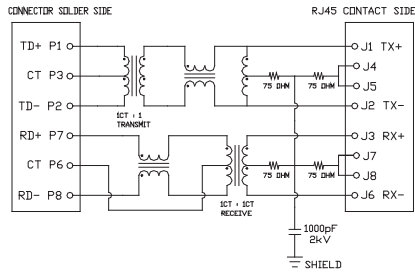 CONNECTOR SOLDER SIDE
RJ45 CONTACT SIDE
TD+ P1
J1 TX+
J4
CT P3
75 OHM
75 OHM
J5
TD- P2
J2 TX-
1CT : 1
TRANSMIT
RD+ P7
J3 RX+
J7
CT P6
75 OHM
75 OHM
J8
RD- P8
J6 RX-
1CT : 1CT
RECEIVE
1000pF
2kV
SHIELD